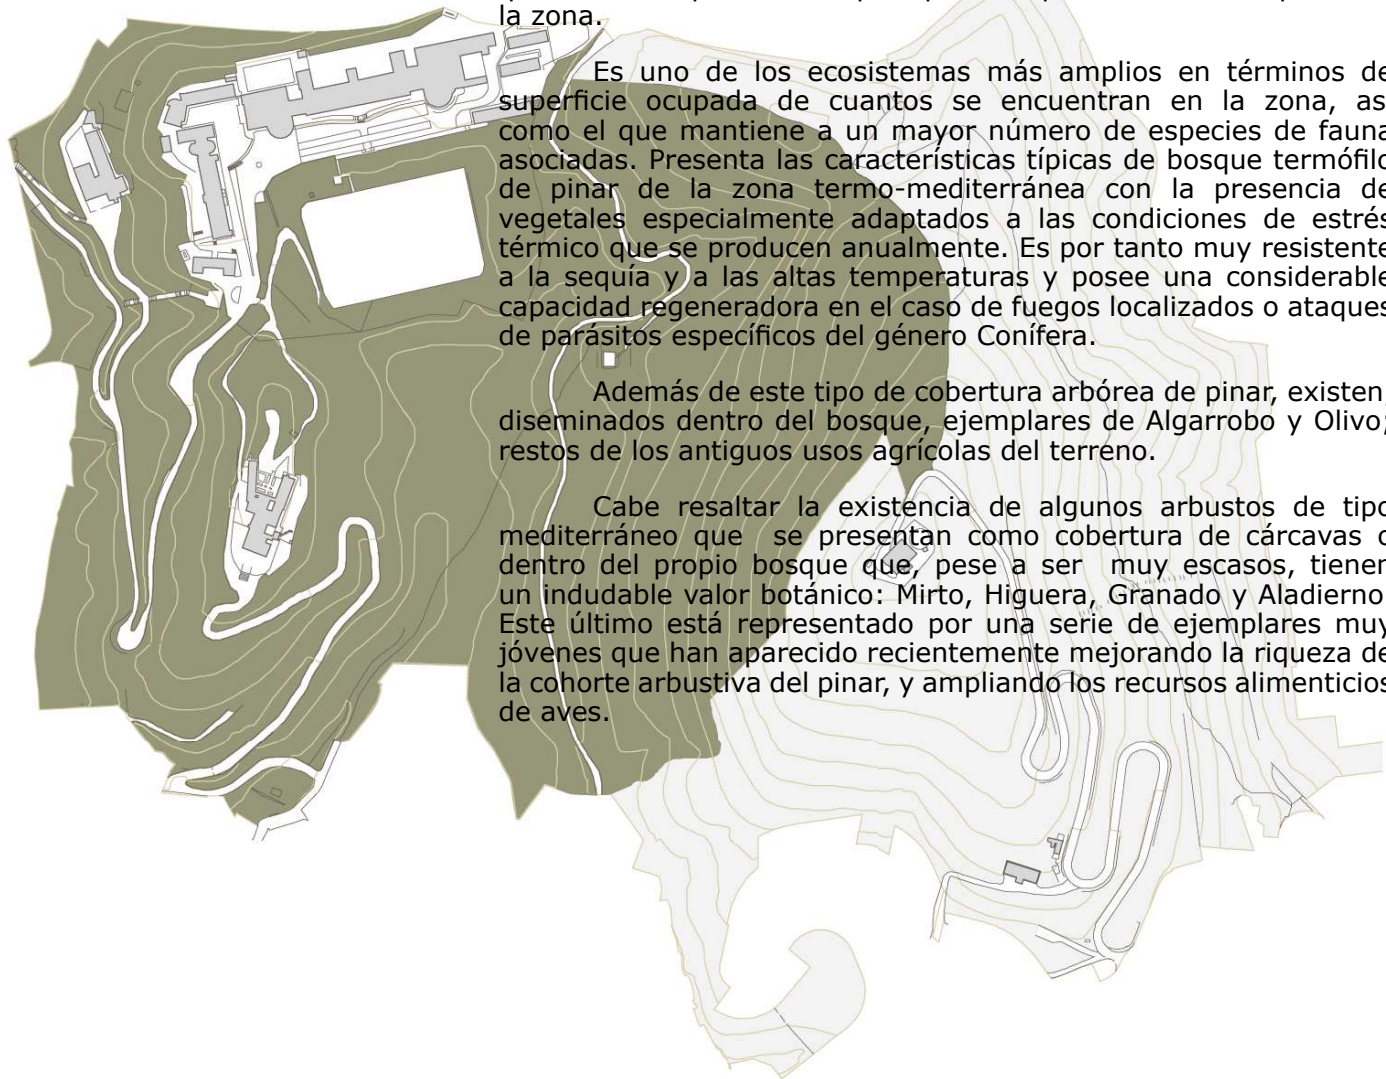 la zona.
Es uno de los ecosistemas más amplios en términos de
superficie ocupada de cuantos se encuentran en la zona, as
como el que mantiene a un mayor número de especies de fauna
asociadas. Presenta las características típicas de bosque termófilo
de pinar de la zona termo-mediterránea con la presencia de
vegetales especialmente adaptados a las condiciones de estrés
térmico que se producen anualmente. Es por tanto muy resistente
a la sequía y a las altas temperaturas y posee una considerable
capacidad regeneradora en el caso de fuegos localizados o ataques
de parásitos específicos del género Conífera.
Además de este tipo de cobertura arbórea de pinar, existen,
diseminados dentro del bosque, ejemplares de Algarrobo y Olivo;
restos de los antiguos usos agrícolas del terreno.
Cabe resaltar la existencia de algunos arbustos de tipo
mediterráneo que se presentan como cobertura de cárcavas o
dentro del propio bosque que, pese a ser muy escasos, tienen
un indudable valor botánico: Mirto, Higuera, Granado y Aladierno
Este último está representado por una serie de ejemplares muy
jóvenes que han aparecido recientemente mejorando la riqueza de
la cohorte arbustiva del pinar, y ampliando los recursos alimenticios
de aves.